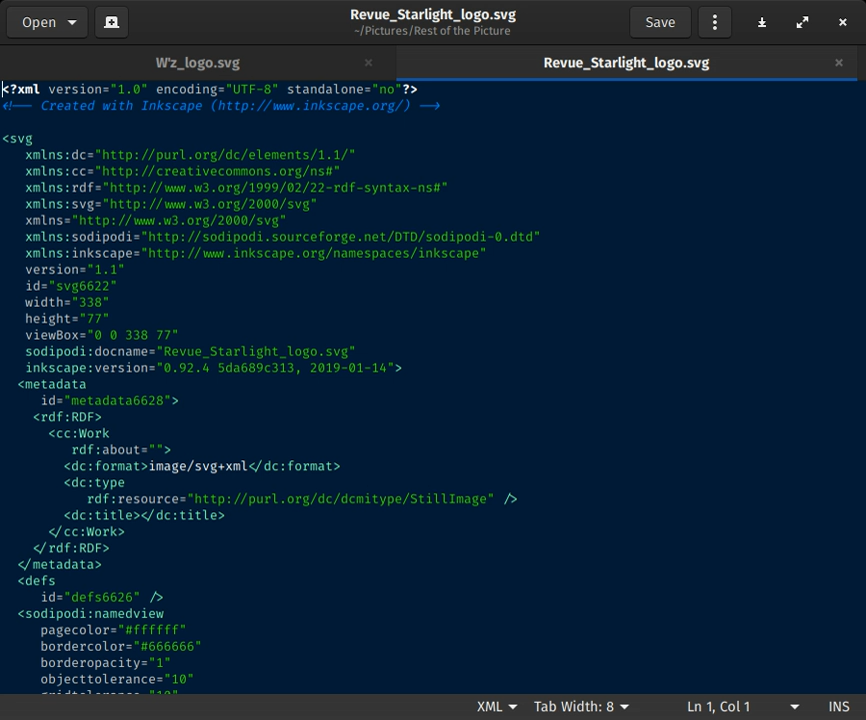 Open
Revue_Starlight_logo.svg
~/Pictures/Rest of the Picture
Save
W'z_logo.svg
Revue_Starlight_logo.svg
<?xml version="1.0" encoding="UTF-8" standalone="no"?>
<!-- Created with Inkscape (http://www.inkscape.org/) -->
<svg
xmlns:dc="http://purl.org/dc/elements/1.1/"
xmlns:cc="http://creativecommons.org/ns#"
xmlns:rdf="http://www.w3.org/1999/02/22-rdf-syntax-ns#"
xmlns:svg="http://www.w3.org/2000/svg"
xmlns="http://www.w3.org/2000/svg"
xmlns:sodipodi="http://sodipodi.sourceforge.net/DTD/sodipodi-0.dtd"
xmlns:inkscape="http://www.inkscape.org/namespaces/inkscape"
version="1.1"
id="svg6622"
width="338"
height="77"
viewBox="0 0 338 77"
sodipodi:docname="Revue_Starlight_logo.svg"
inkscape:version="0.92.4 5da689c313, 2019-01-14">
<metadata
id="metadata6628">
<rdf:RDF>
<cc:Work
rdf:about="">
<dc:format>image/svg+xml</dc:format>
<dc:type
rdf:resource="http://purl.org/dc/dcmitype/StillImage" />
<dc:title></dc:title>
</cc:Work>
</rdf:RDF>
</metadata>
<defs
id="defs6626" />
<sodipodi:namedview
pagecolor="#ffffff"
bordercolor="#666666"
borderopacity="1"
objecttolerance="10"
XML
Tab Width: 8
Ln 1, Col 1
INS